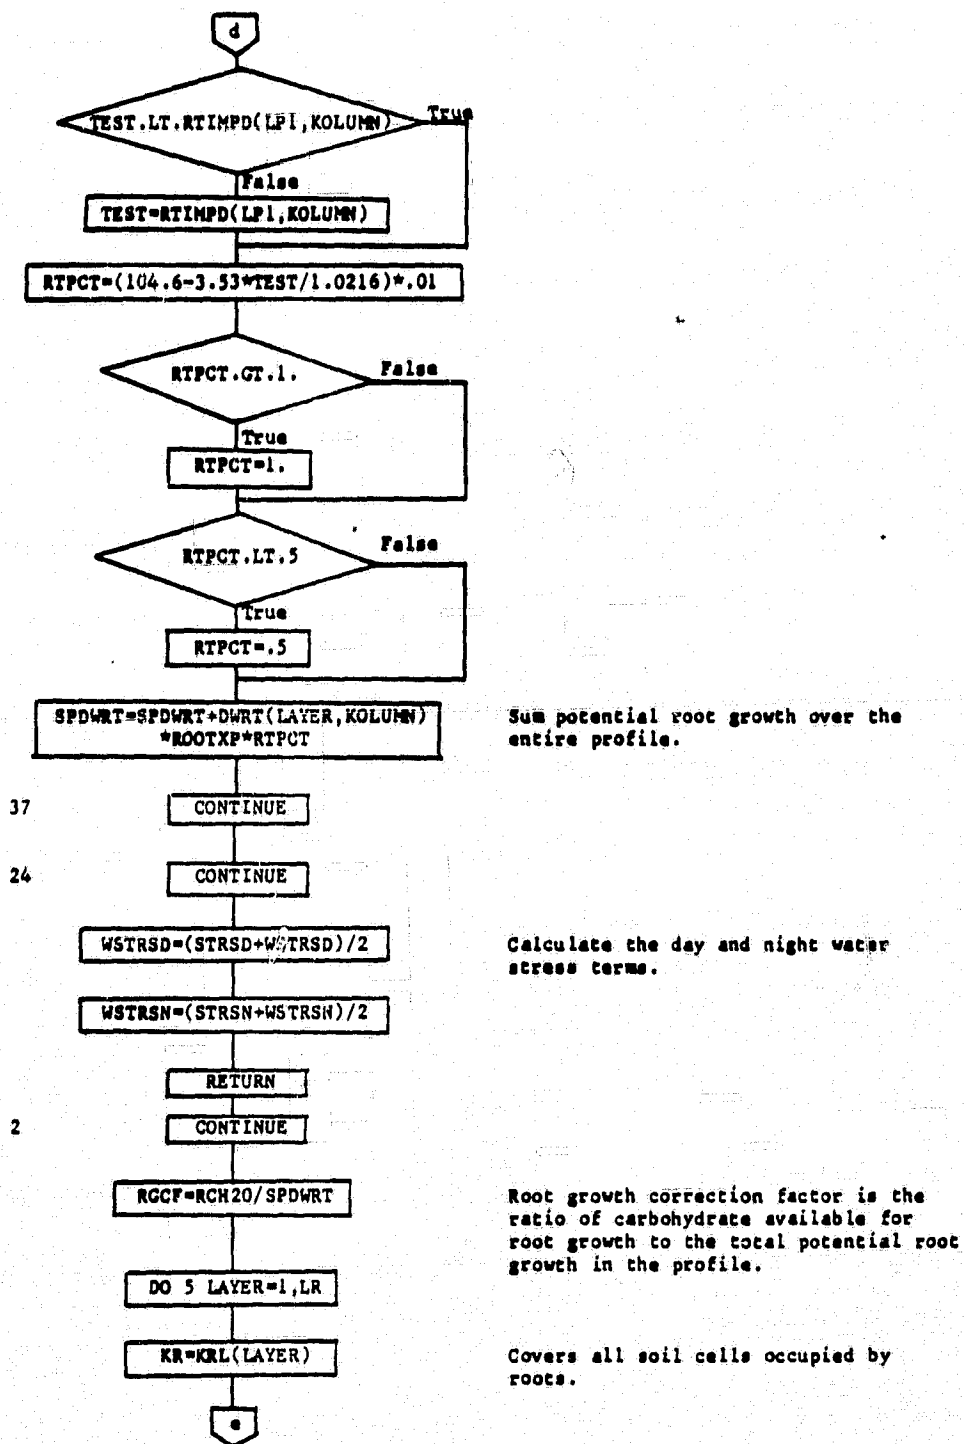 d
TEST.LT.RTIMPD(LP1,KOLUMN)
True
False
TEST=RTIMPD(LP1,KOLUMN)
RTPCT=(104.6-3.53*TEST/1.0216)*.01
RTPCT.GT.1.
False
True
RTPCT=1.
RTPCT.LT.5
False
True
RTPCT=.5
SPDWRT=SPDWRT+DWRT(LAYER,KOLUMN)
*ROOTXP*RTPCT
Sum potential root growth over the
entire profile.
37
CONTINUE
24
CONTINUE
WSTRSD=(STRSD+WSTRSD)/2
Calculate the day and night water
stress terms.
WSTRSN=(STRSN+WSTRSN)/2
RETURN
2
CONTINUE
RGCF=RCH20/SPDWRT
Root growth correction factor is the
ratio of carbohydrate available for
root growth to the total potential root
growth in the profile.
DO 5 LAYER=1,LR
KR=KRL(LAYER)
Covers all soil cells occupied by
roots.
e